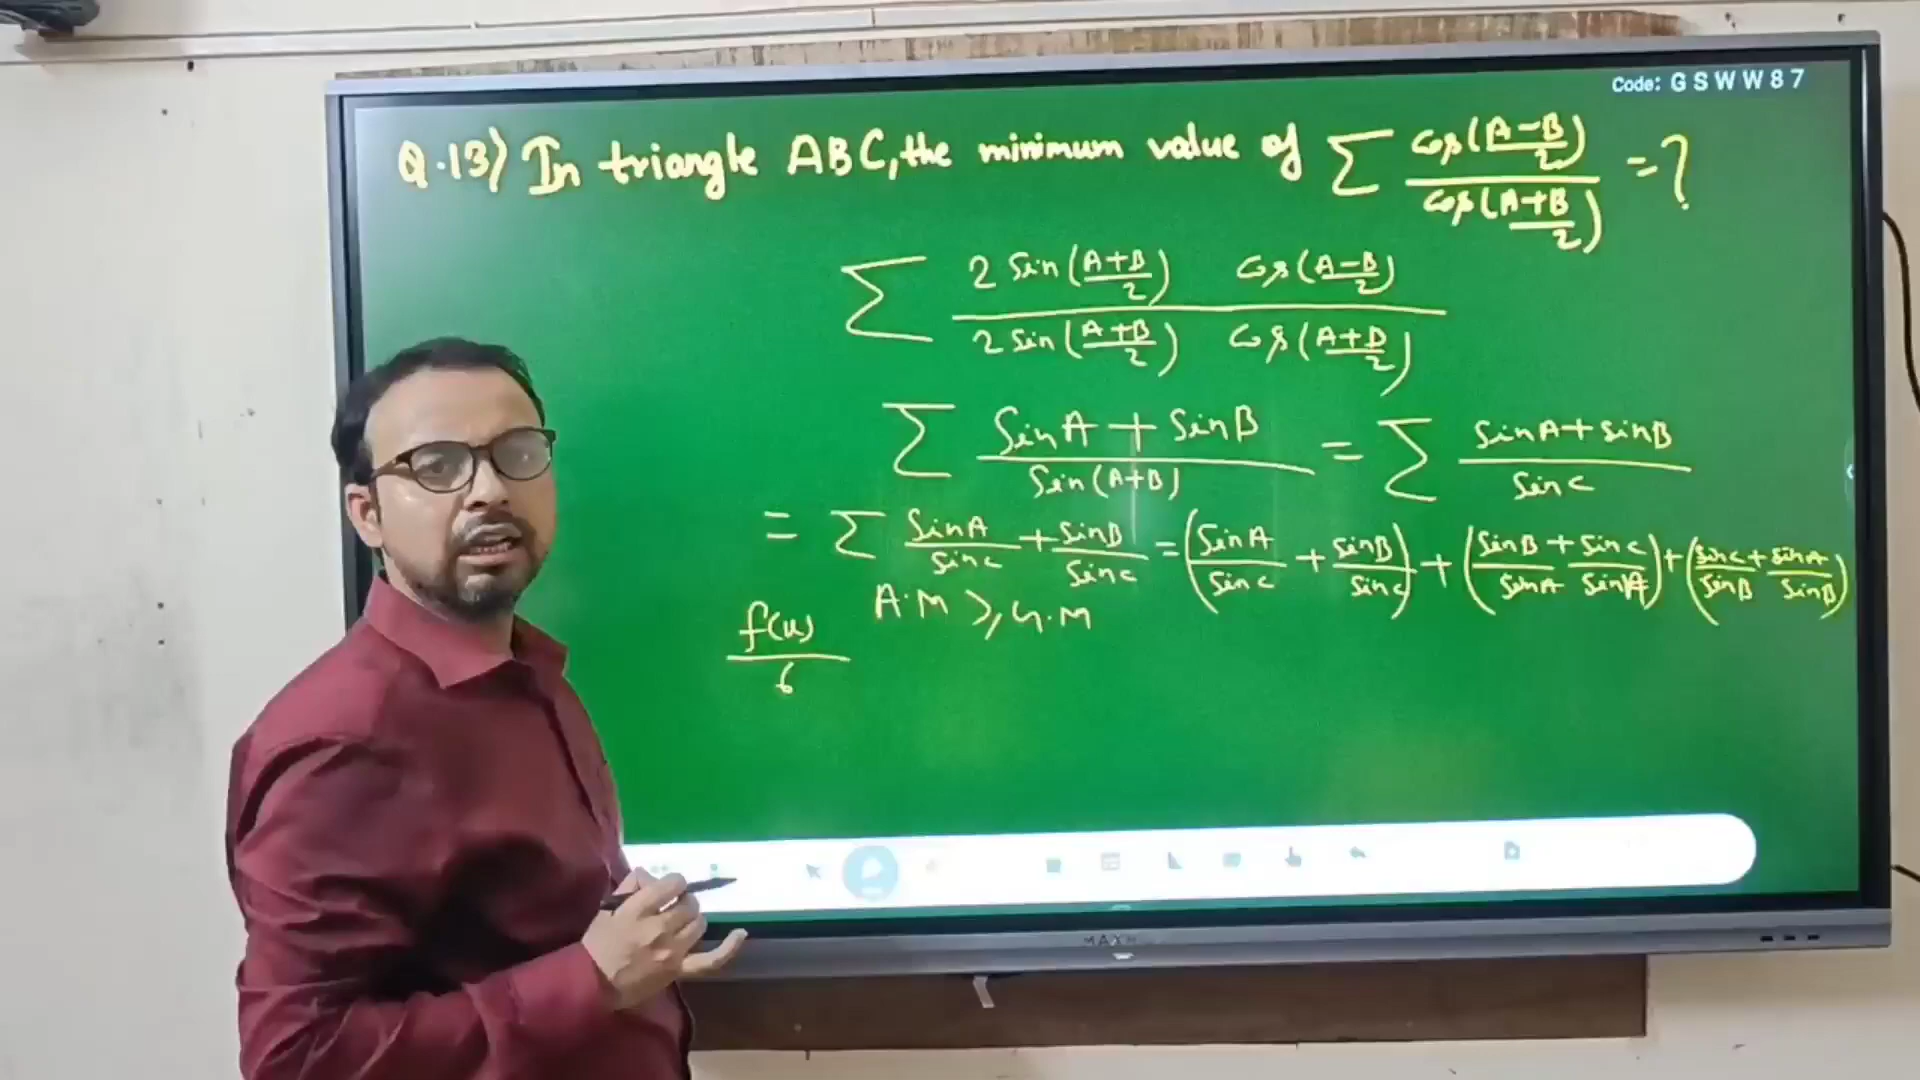 Code: GSWW87
Q.13) In triangle ABC, the minimum value of Σ cos(A-B/2) / cos(A+B/2) = ?
Σ 2 sin(A+B/2) cos(A-B/2) / 2 sin(A+B/2) cos(A+B/2)
Σ sinA + sinB / sin(A+B) = Σ sinA + sinB / sinc
= Σ sinA/sinc + sinB/sinc = (sinA/sinc + sinB/sinc) + (sinB/sinA + sinc/sinA) + (sinc/sinB + sinA/sinB)
A.M ≥, G.M
f(x)/6